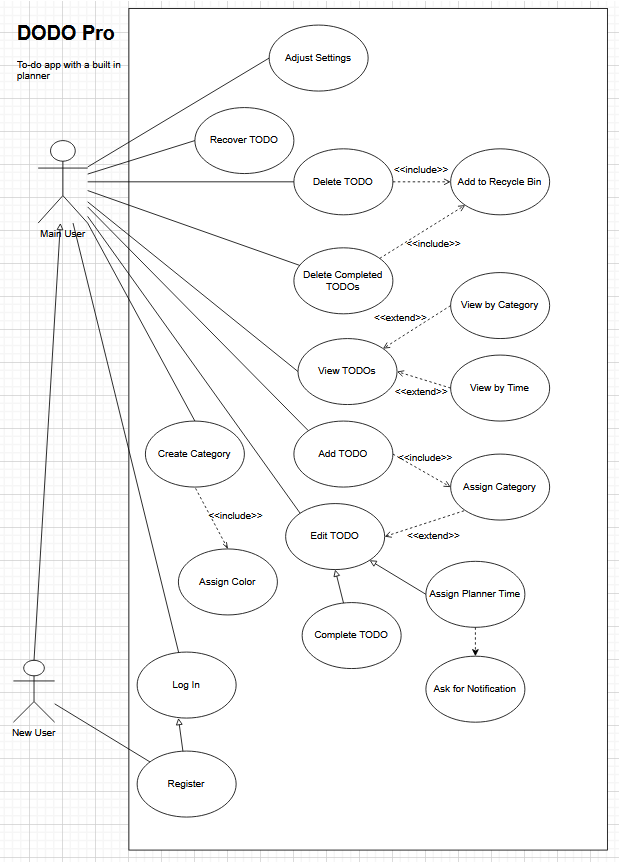 DODO Pro
To-do app with a built in
planner
Adjust Settings
Recover TODO
Delete TODO
<<include>>
Add to Recycle Bin
Main User
<<include>>
Delete Completed
TODOs
View by Category
<<extend>>
View TODOs
View by Time
<<extend>>
Create Category
Add TODO
<<include>>
Assign Category
<<include>>
Edit TODO
<<extend>>
Assign Color
Assign Planner Time
Complete TODO
Log In
Ask for Notification
New User
Register